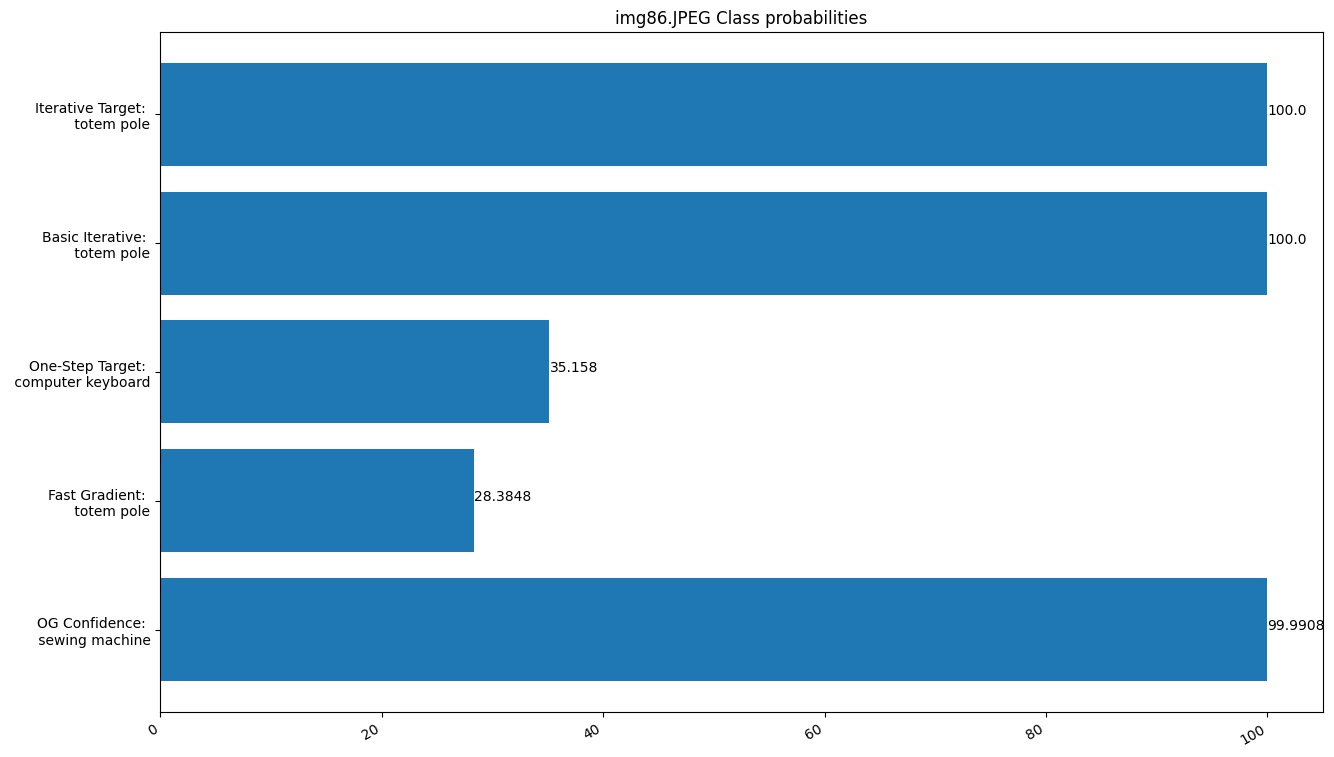 img86.JPEG Class probabilities
Iterative Target:
totem pole
100.0
Basic Iterative:
totem pole
100.0
One-Step Target:
computer keyboard
35.158
Fast Gradient:
totem pole
28.3848
OG Confidence:
sewing machine
99.9908
0 20 40 60 80 100